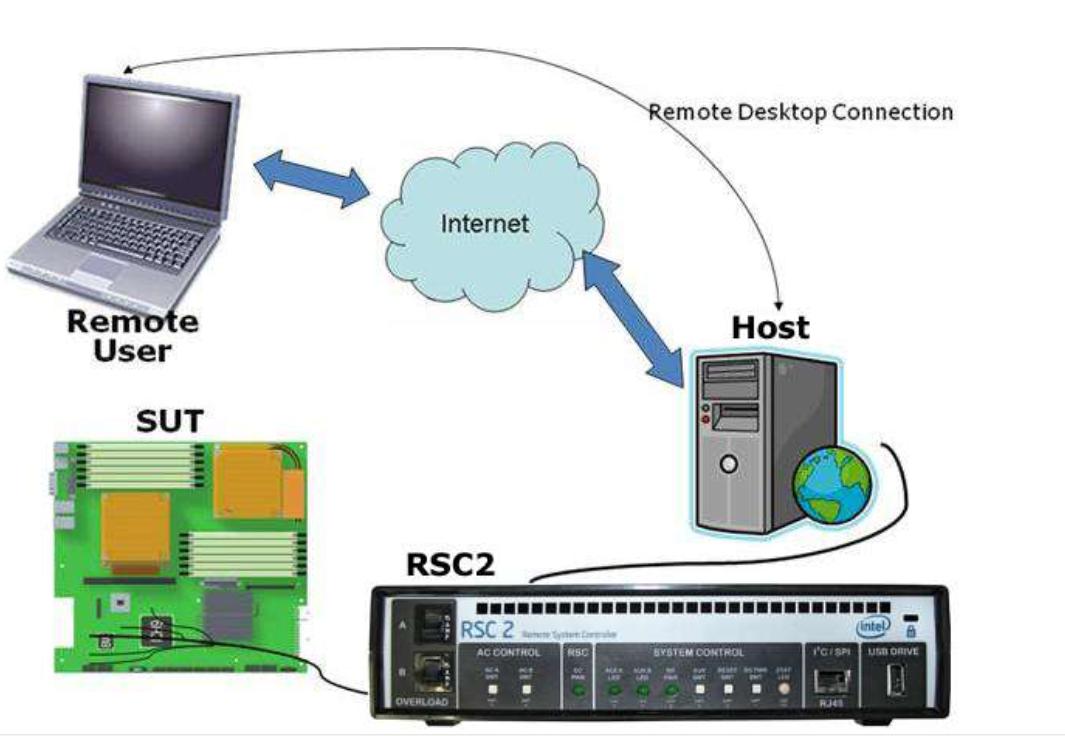 Remote Desktop Connection
Internet
Remote
User
Host
SUT
RSC2
A
B
OVERLOAD
RSC 2 Remote System Controller
intel
AC CONTROL
RSC
SYSTEM CONTROL
I²C / SPI
USB DRIVE
RJ45